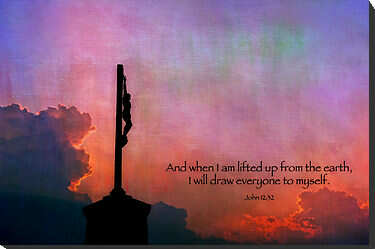 And when I am lifted up from the earth,
I will draw everyone to myself.
John 12:32